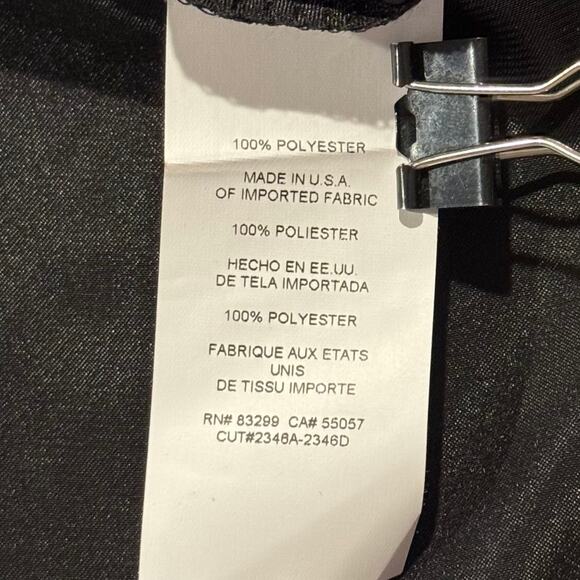 100% POLYESTER
MADE IN U.S.A.
OF IMPORTED FABRIC
100% POLIESTER
HECHO EN EE.UU.
DE TELA IMPORTADA
100% POLYESTER
FABRIQUE AUX ETATS
UNIS
DE TISSU IMPORTE
RN# 83299 CA# 55057
CUT#2346A-2346D